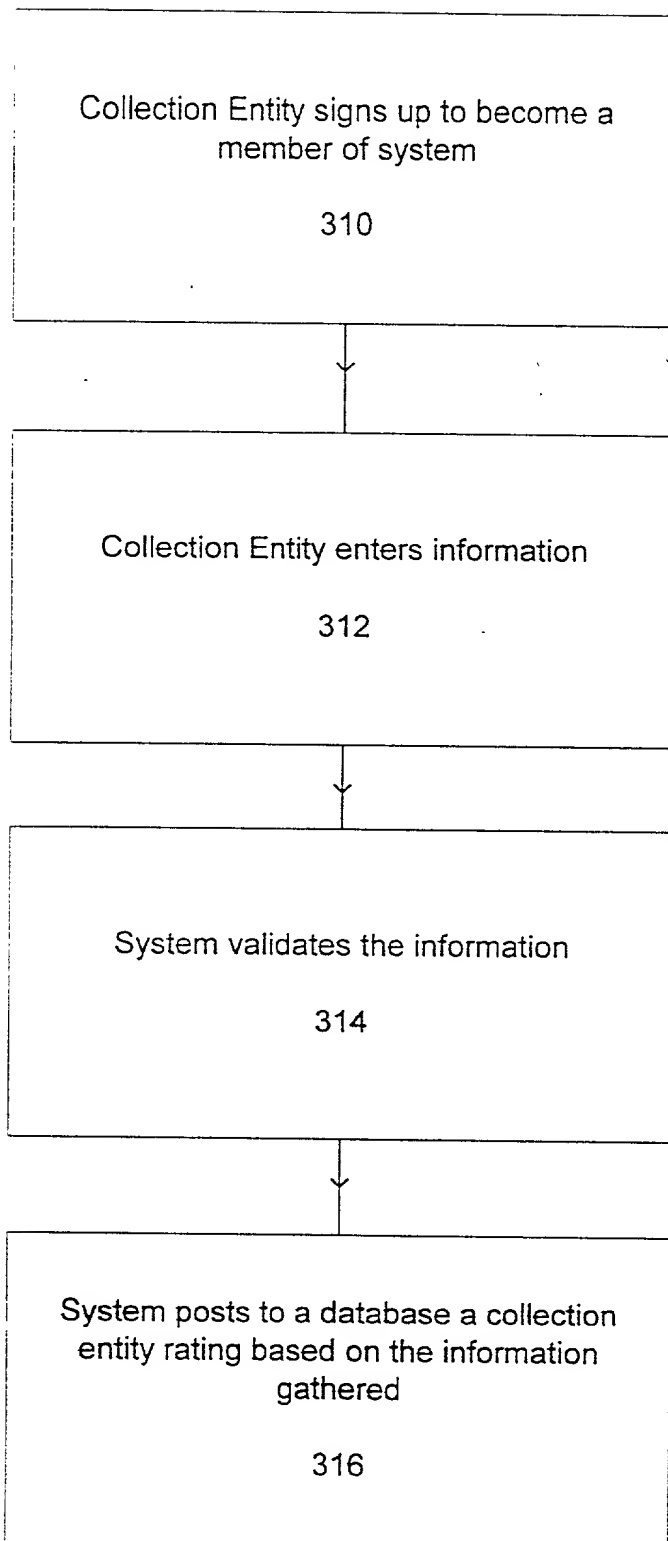 Collection Entity signs up to become a
member of system
310
Collection Entity enters information
312
System validates the information
314
System posts to a database a collection
entity rating based on the information
gathered
316